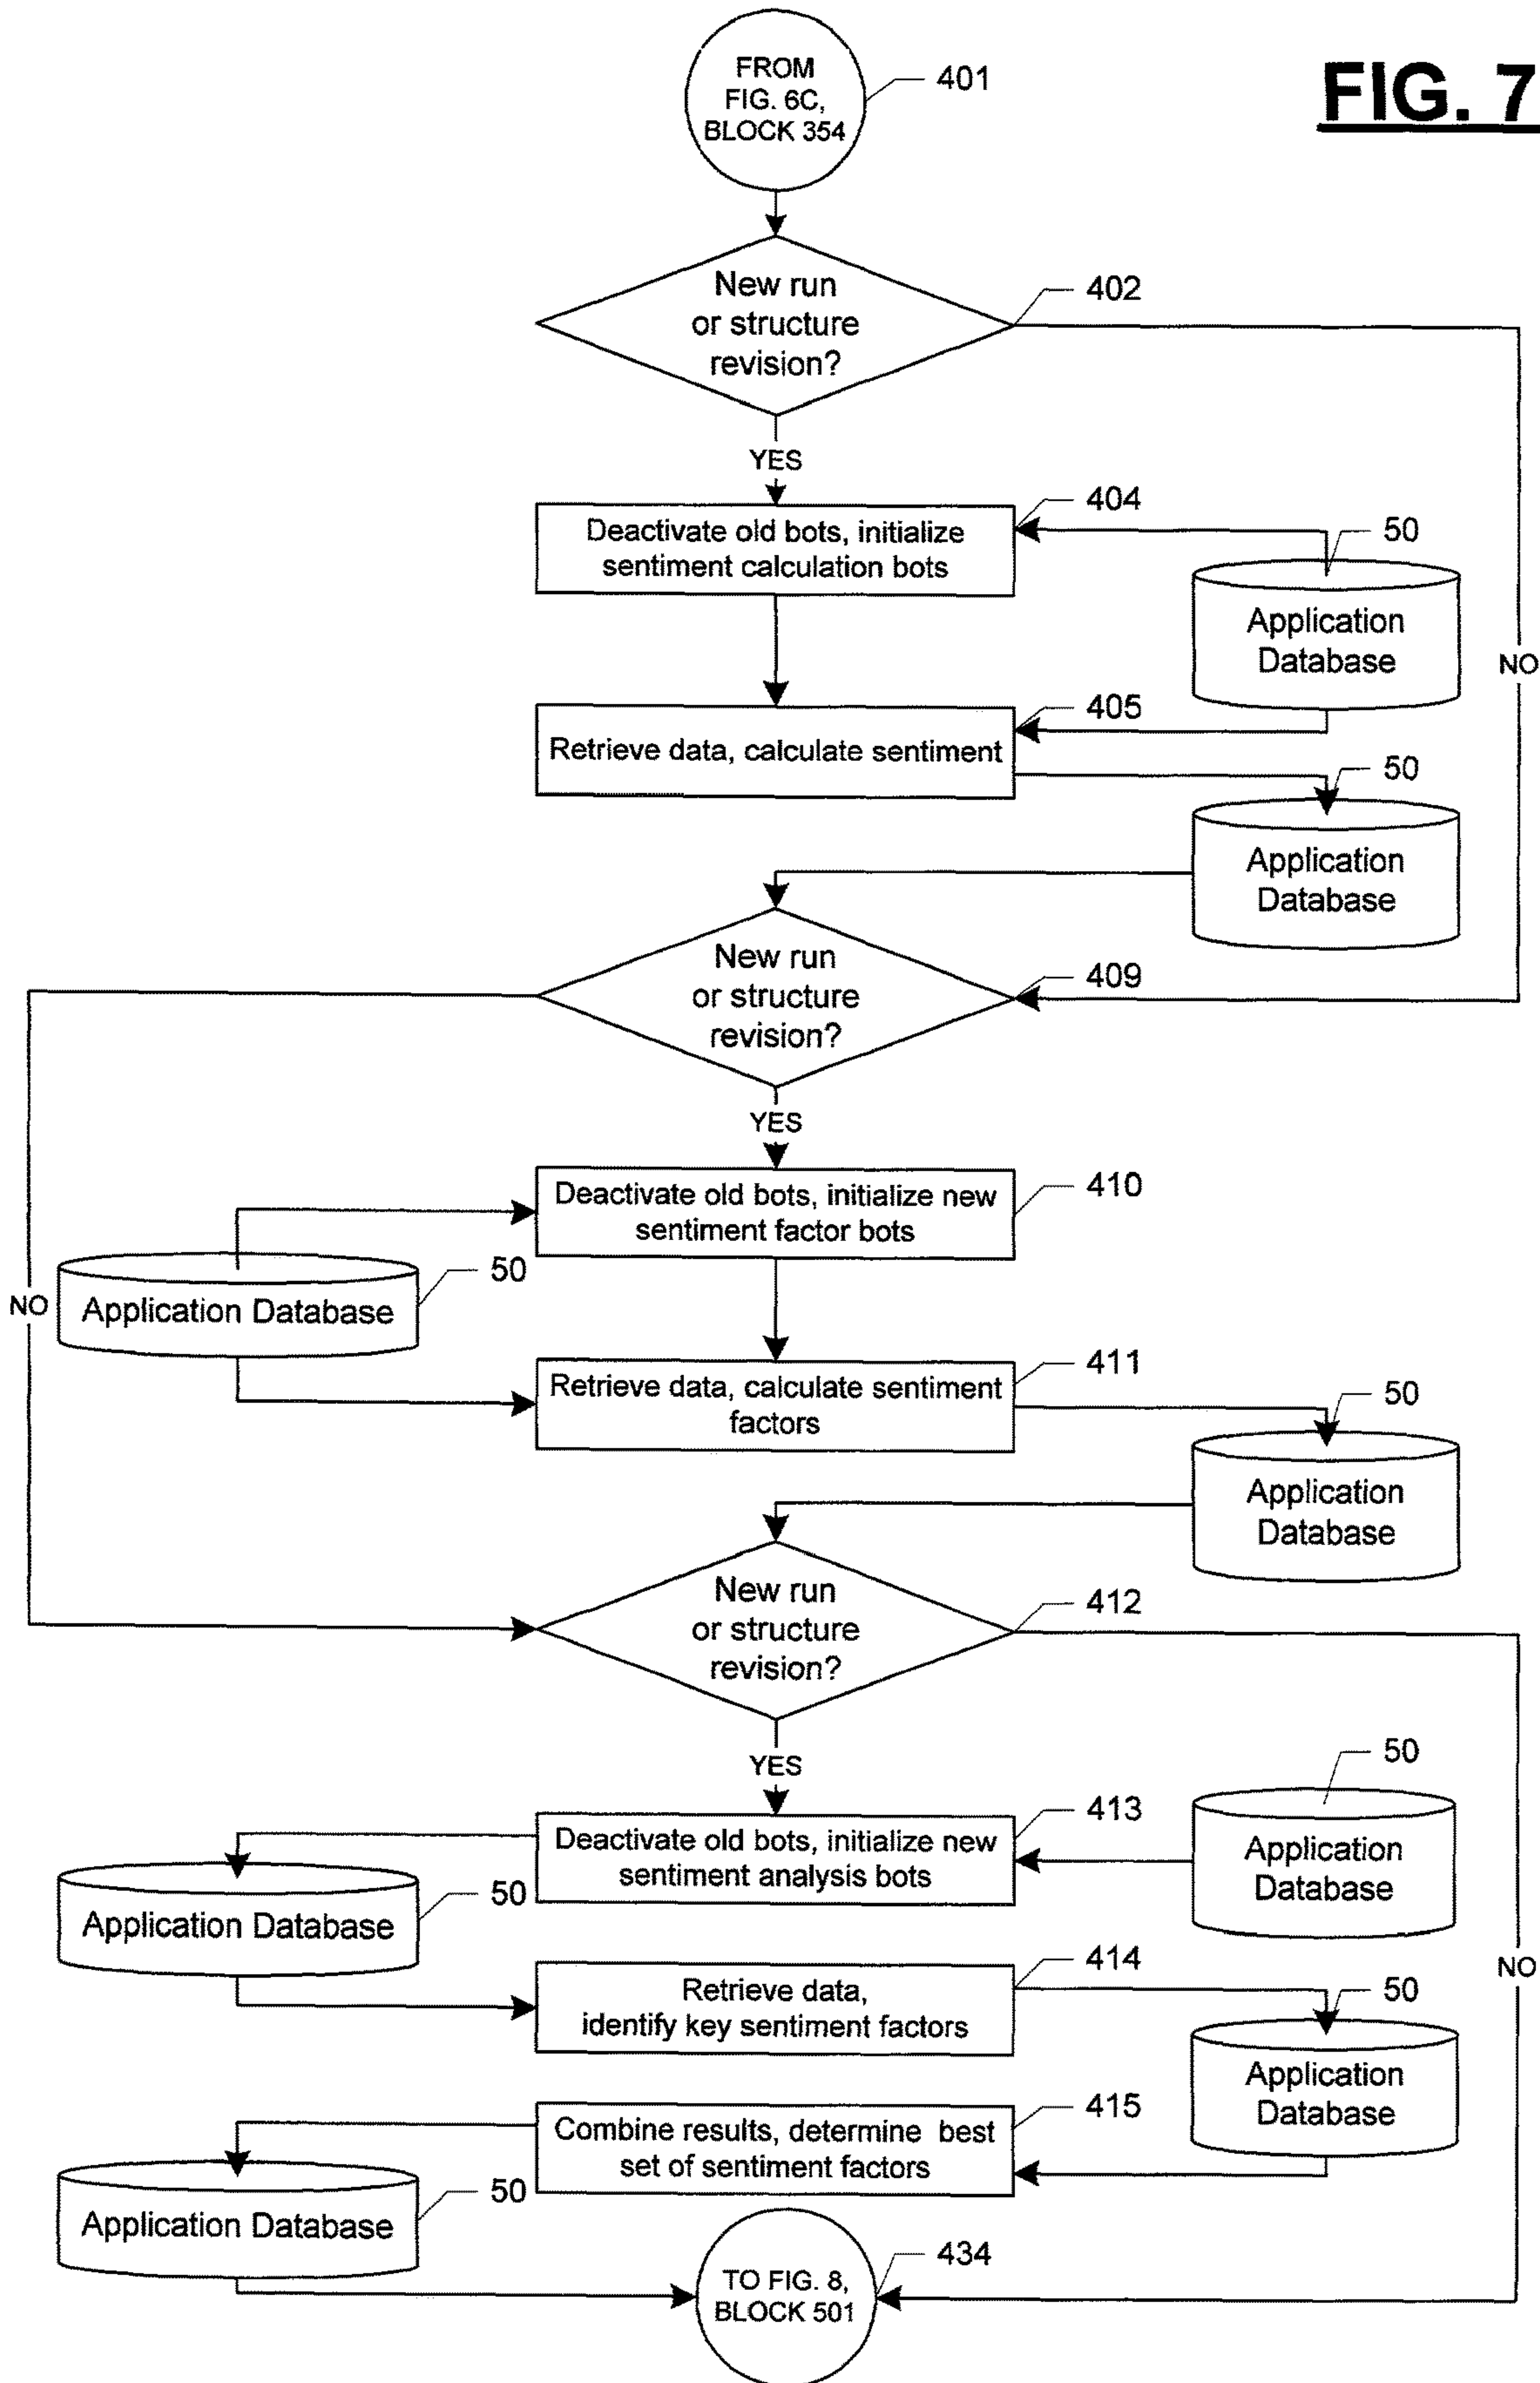 FIG. 7
FROM
FIG. 6C,
BLOCK 354
401
New run
or structure
revision?
402
YES
NO
Deactivate old bots, initialize
sentiment calculation bots
404
50
Application
Database
Retrieve data, calculate sentiment
405
50
Application
Database
New run
or structure
revision?
409
YES
NO
Deactivate old bots, initialize new
sentiment factor bots
410
50
Application Database
Retrieve data, calculate sentiment
factors
411
50
Application
Database
New run
or structure
revision?
412
YES
NO
Deactivate old bots, initialize new
sentiment analysis bots
413
50
Application
Database
50
Application Database
Retrieve data,
identify key sentiment factors
414
50
Application
Database
Combine results, determine best
set of sentiment factors
415
50
Application Database
TO FIG. 8,
BLOCK 501
434